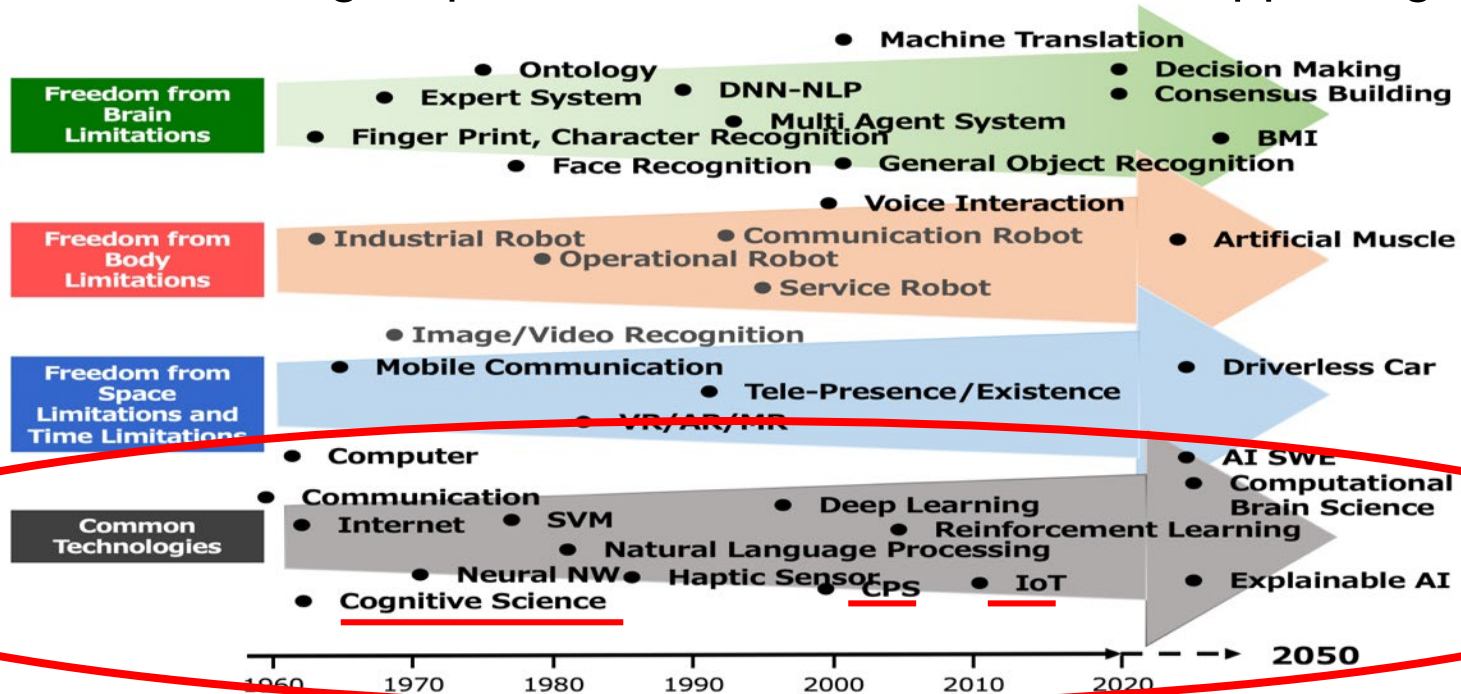 Machine Translation
Ontology
Decision Making
Freedom from
Brain
Limitations
Expert System
DNN-NLP
Consensus Building
Multi Agent System
Finger Print, Character Recognition
BMI
Face Recognition
General Object Recognition
Voice Interaction
Freedom from
Body
Limitations
Industrial Robot
Communication Robot
Artificial Muscle
Operational Robot
Service Robot
Image/Video Recognition
Freedom from
Space
Limitations and
Time Limitations
Mobile Communication
Driverless Car
Tele-Presence/Existence
VR/AR/MR
Computer
AI SWE
Communication
Computational
Brain Science
Common
Technologies
Internet
SVM
Deep Learning
Reinforcement Learning
Natural Language Processing
Neural NW
Haptic Sensor
CPS
IoT
Explainable AI
Cognitive Science
2050
1960 1970 1980 1990 2000 2010 2020